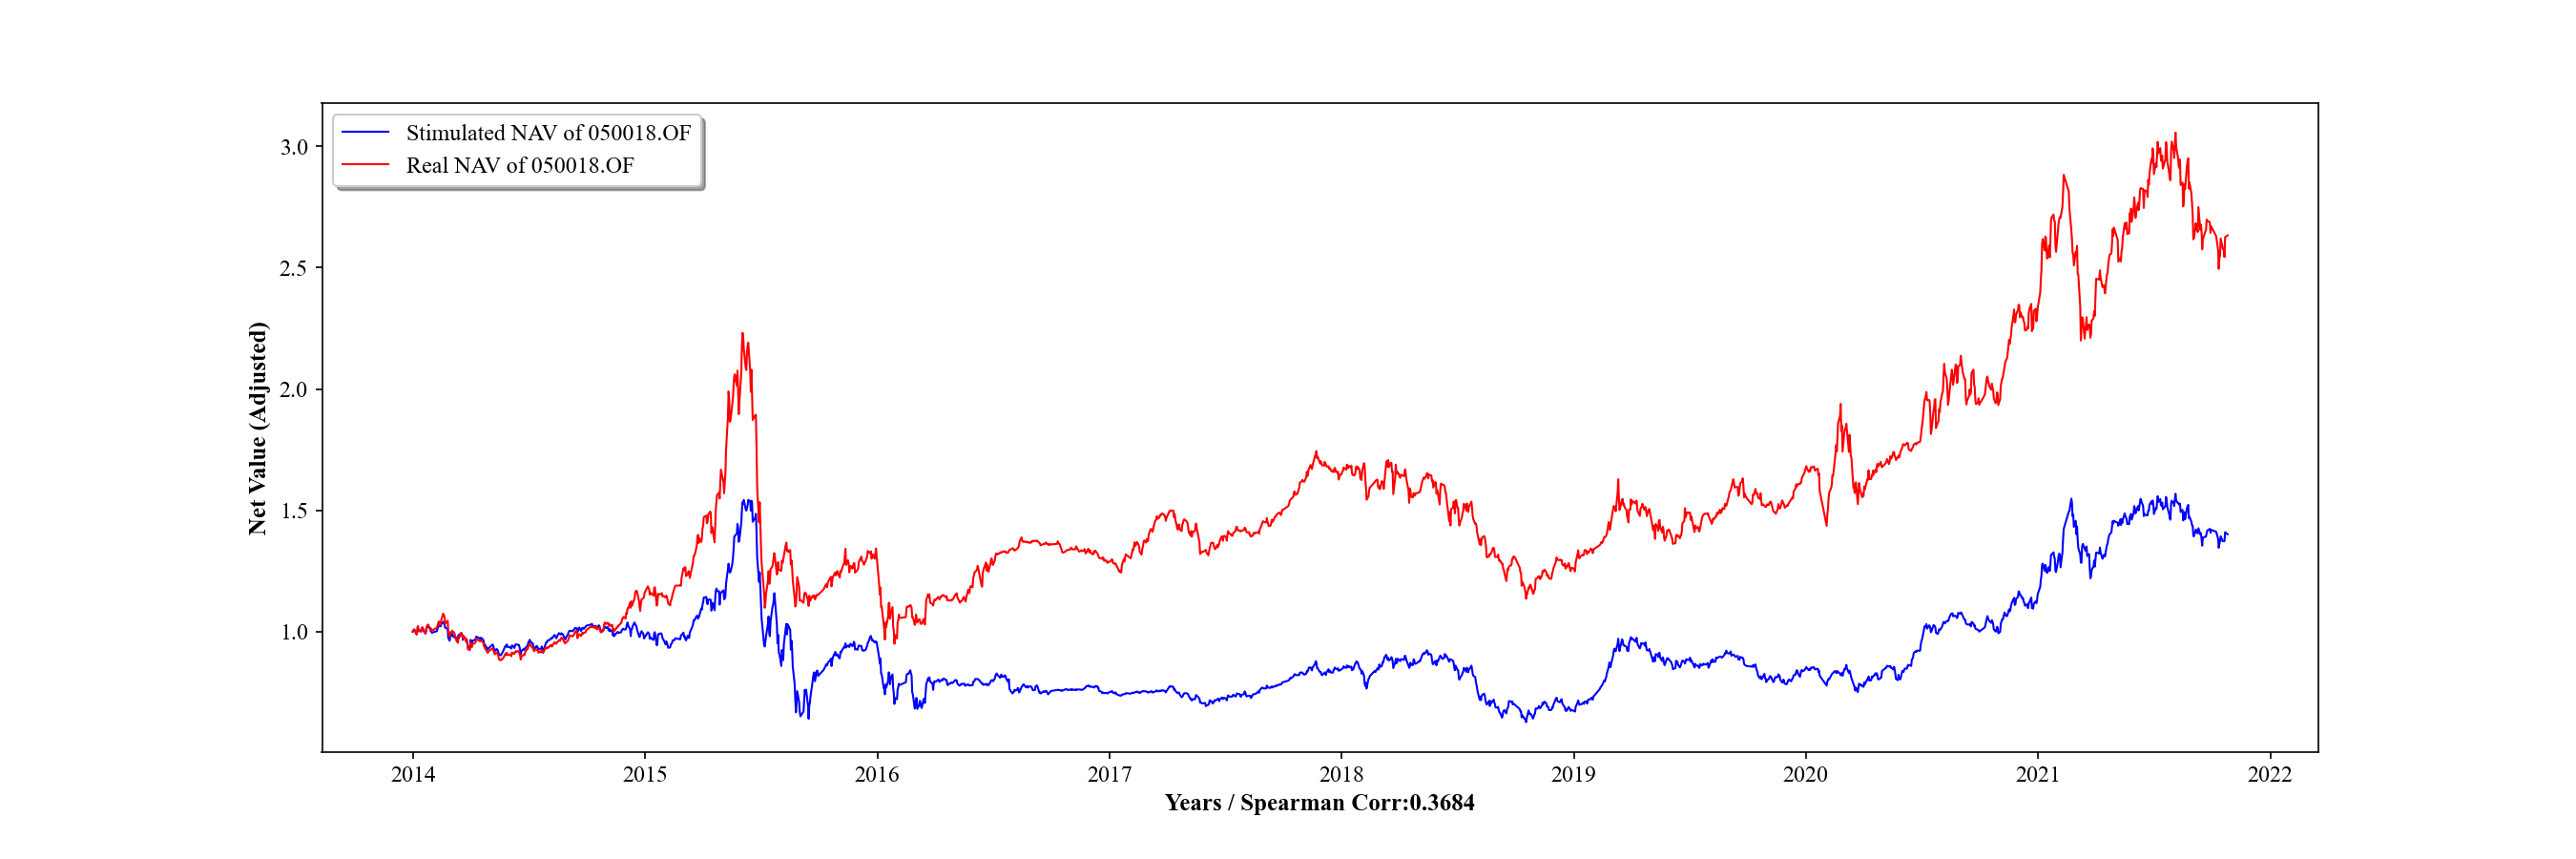 Stimulated NAV of 050018.OF
Real NAV of 050018.OF
3.0
2.5
2.0
1.5
1.0
Net Value (Adjusted)
2014 2015 2016 2017 2018 2019 2020 2021 2022
Years / Spearman Corr:0.3684